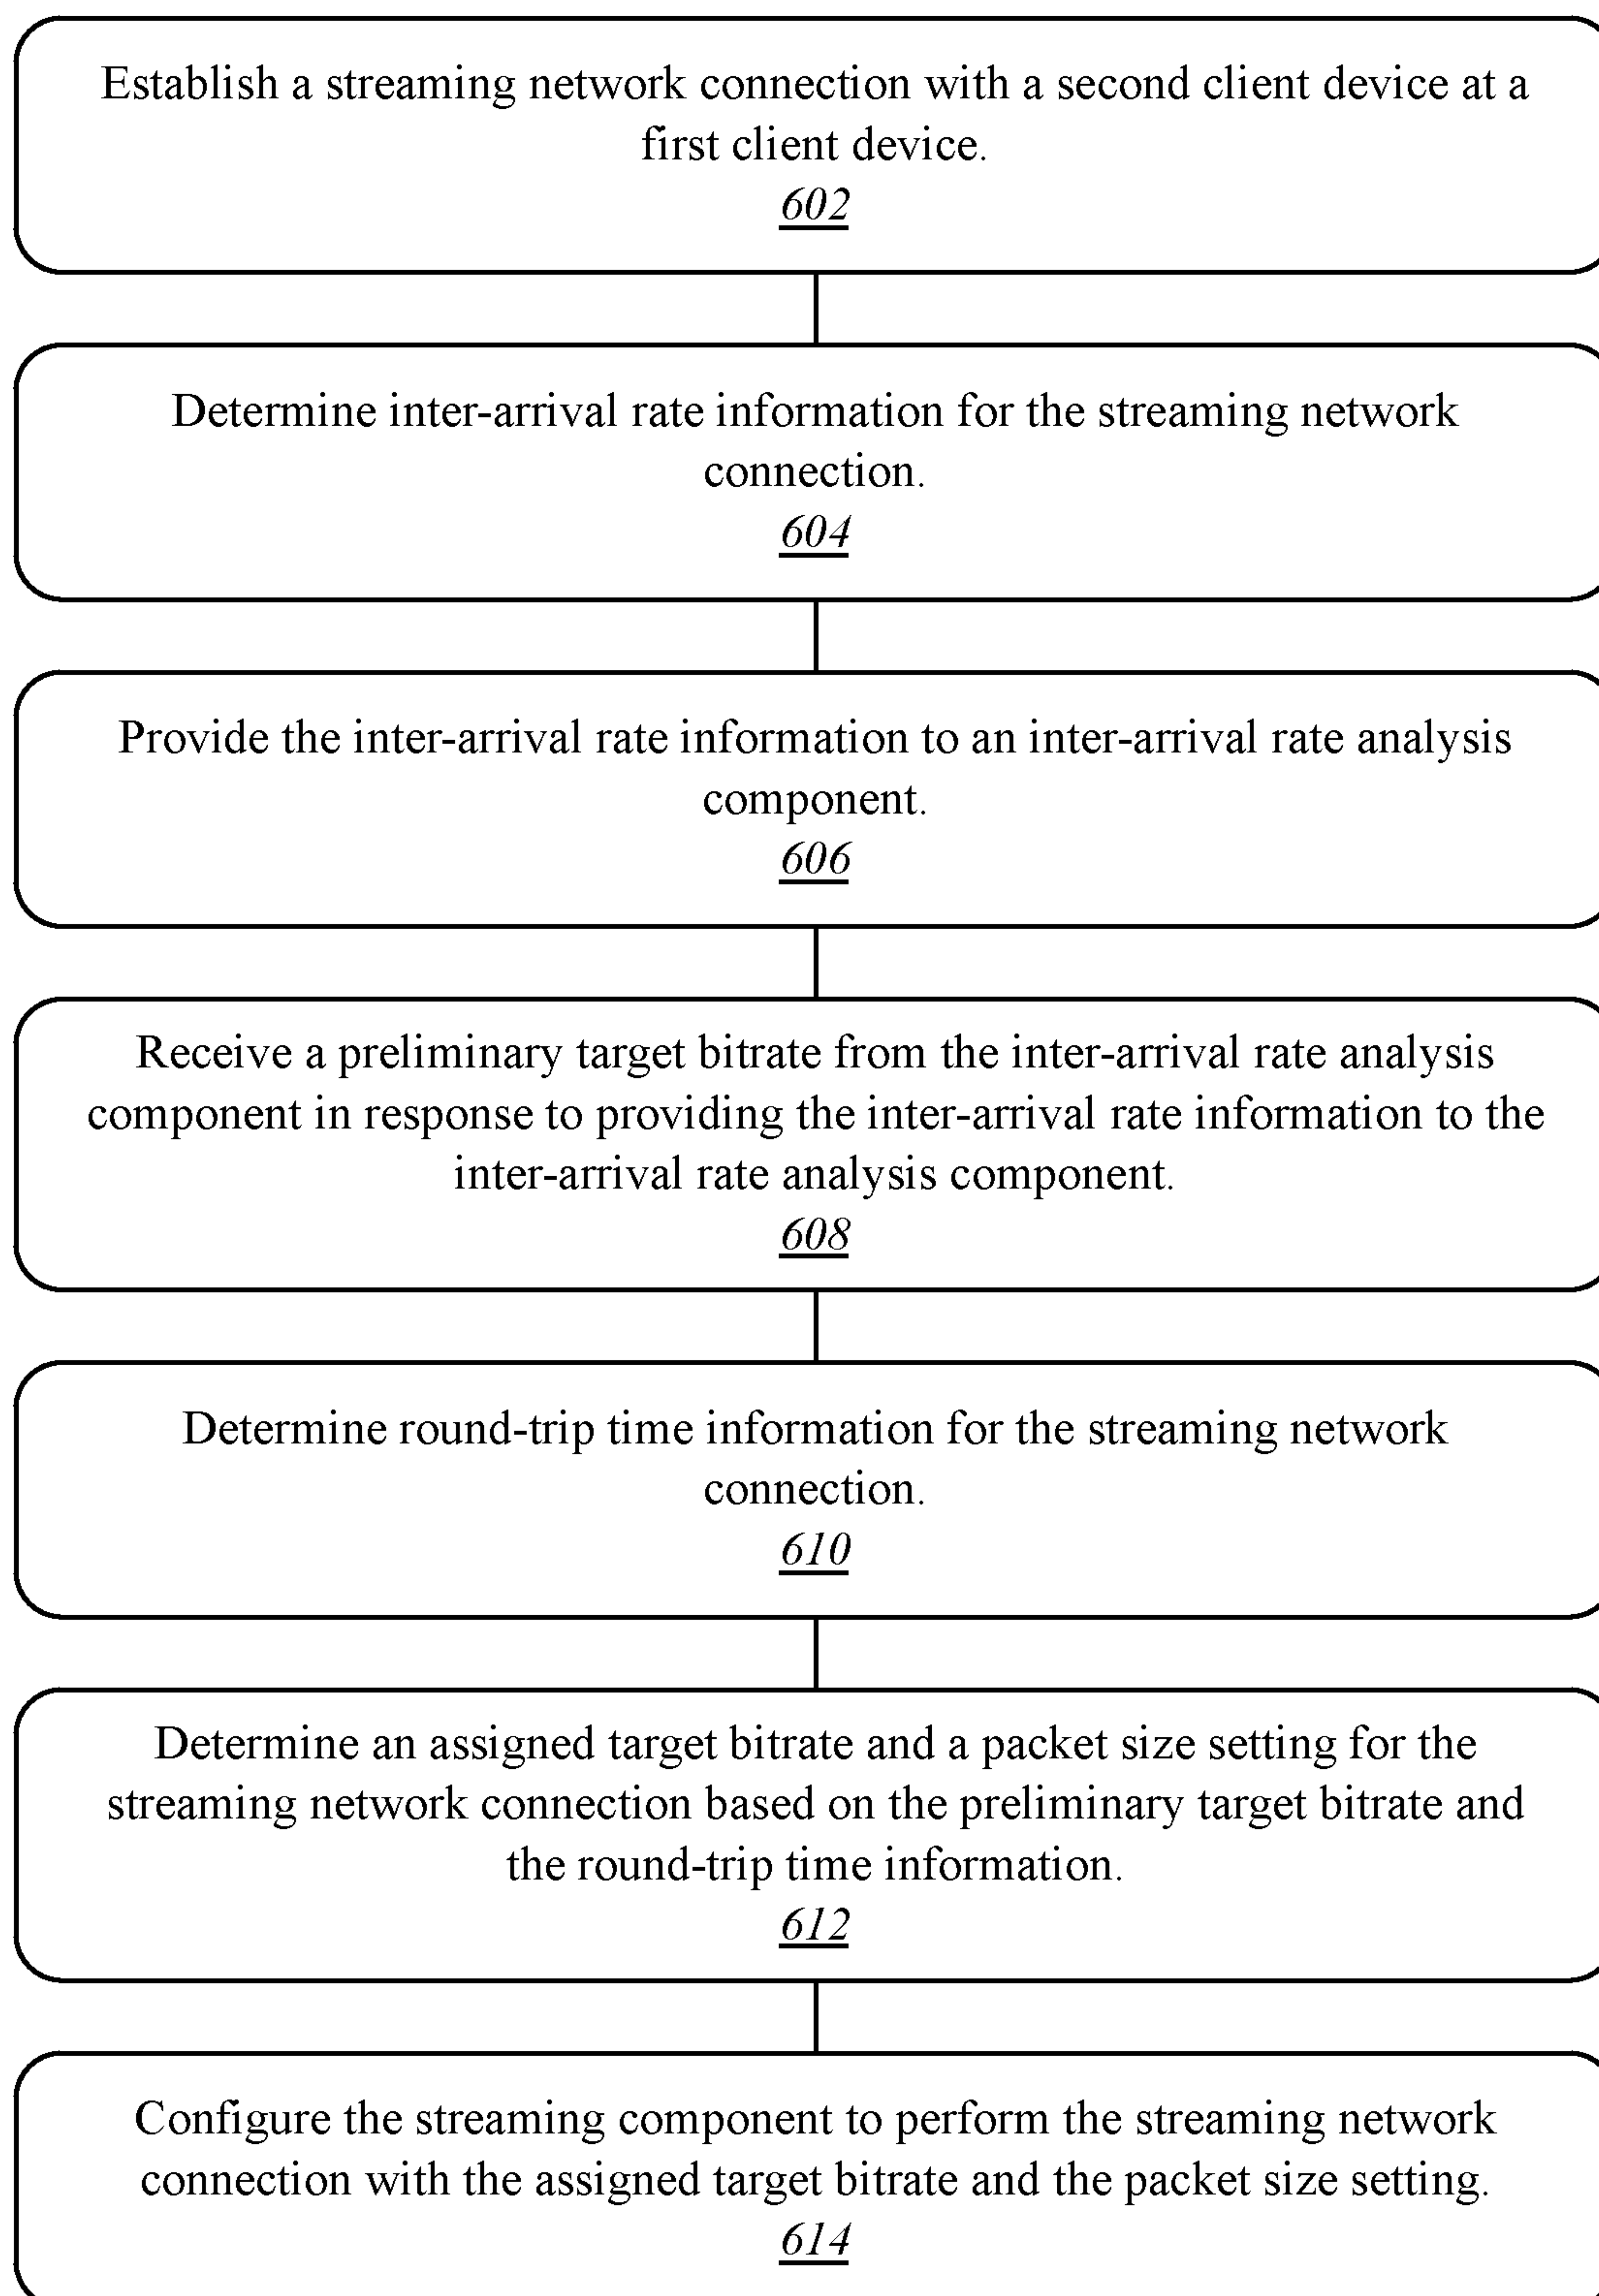 Establish a streaming network connection with a second client device at a
first client device.
602
Determine inter-arrival rate information for the streaming network
connection.
604
Provide the inter-arrival rate information to an inter-arrival rate analysis
component.
606
Receive a preliminary target bitrate from the inter-arrival rate analysis
component in response to providing the inter-arrival rate information to the
inter-arrival rate analysis component.
608
Determine round-trip time information for the streaming network
connection.
610
Determine an assigned target bitrate and a packet size setting for the
streaming network connection based on the preliminary target bitrate and
the round-trip time information.
612
Configure the streaming component to perform the streaming network
connection with the assigned target bitrate and the packet size setting.
614